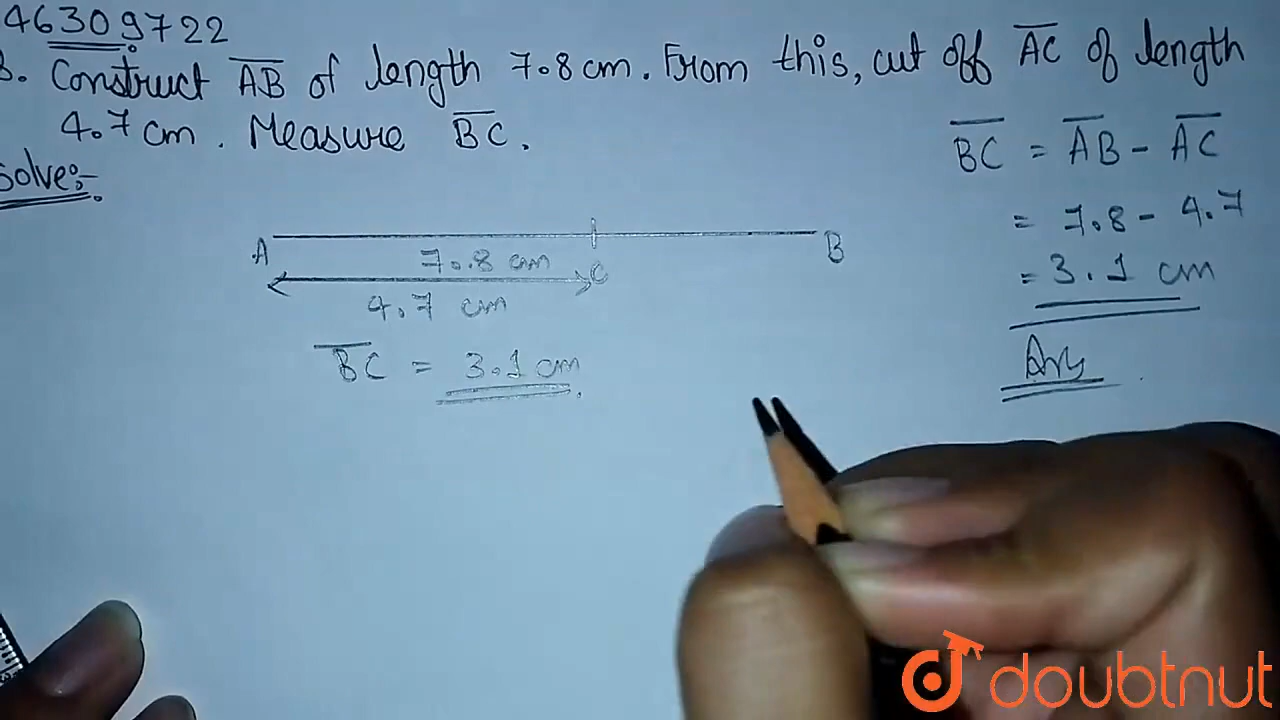 46309722
3. Construct AB of length 7.8 cm. From this, cut off AC of length
4.7 cm. Measure BC.
Solve:-
BC = AB - AC
= 7.8 - 4.7
= 3.1 cm
Ans
A B
7.8 cm
C
4.7 cm
BC = 3.1 cm.
doubtnut